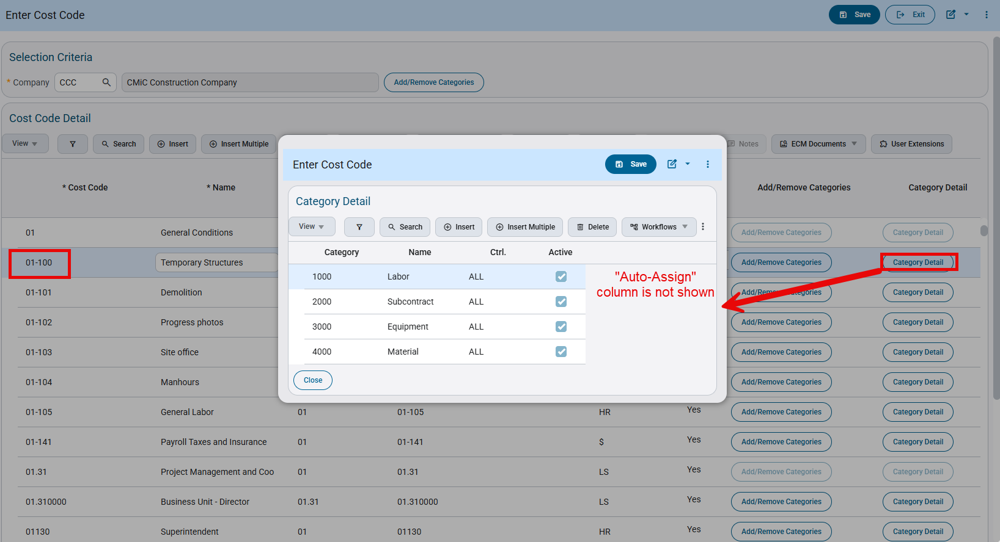 Enter Cost Code
Save
Exit
Selection Criteria
* Company CCC CMiC Construction Company Add/Remove Categories
Cost Code Detail
View Search Insert Insert Multiple Notes ECM Documents User Extensions
* Cost Code * Name Add/Remove Categories Category Detail
01 General Conditions Add/Remove Categories Category Detail
01-100 Temporary Structures Add/Remove Categories Category Detail
01-101 Demolition Add/Remove Categories Category Detail
01-102 Progress photos Add/Remove Categories Category Detail
01-103 Site office Add/Remove Categories Category Detail
01-104 Manhours Add/Remove Categories Category Detail
01-105 General Labor 01 01-105 HR Yes Add/Remove Categories Category Detail
01-141 Payroll Taxes and Insurance 01 01-141 $ Yes Add/Remove Categories Category Detail
01.31 Project Management and Coo 01 01.31 LS Yes Add/Remove Categories Category Detail
01.310000 Business Unit - Director 01.31 01.310000 LS Yes Add/Remove Categories Category Detail
01130 Superintendent 01 01130 HR Yes Add/Remove Categories Category Detail
Enter Cost Code
Save
Category Detail
View Search Insert Insert Multiple Delete Workflows
Category Name Ctrl. Active
1000 Labor ALL
2000 Subcontract ALL
3000 Equipment ALL
4000 Material ALL
Close
"Auto-Assign"
column is not shown